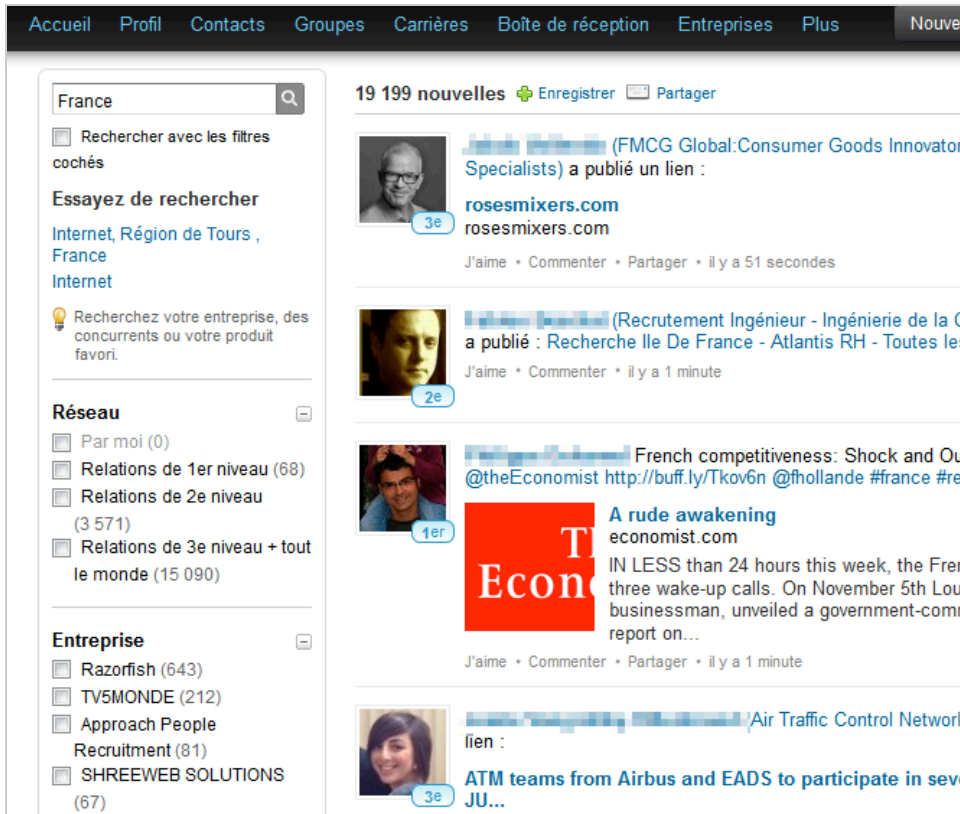 Accueil Profil Contacts Groupes Carrières Boîte de réception Entreprises Plus Nouve
France
Rechercher avec les filtres
cochés
Essayez de rechercher
Internet, Région de Tours ,
France
Internet
Recherchez votre entreprise, des
concurrents ou votre produit
favori.
Réseau
Par moi (0)
Relations de 1er niveau (68)
Relations de 2e niveau
(3 571)
Relations de 3e niveau + tout
le monde (15 090)
Entreprise
Razorfish (643)
TV5MONDE (212)
Approach People
Recruitment (81)
SHREEWEB SOLUTIONS
(67)
19 199 nouvelles Enregistrer Partager
(FMCG Global:Consumer Goods Innovator
Specialists) a publié un lien :
3e
rosesmixers.com
rosesmixers.com
J'aime • Commenter • Partager • il y a 51 secondes
(Recrutement Ingénieur - Ingénierie de la
a publié : Recherche Ile De France - Atlantis RH - Toutes les
J'aime • Commenter • il y a 1 minute
2e
French competitiveness: Shock and Ou
@theEconomist http://buff.ly/Tkov6n @fhollande #france #re
1er
The
Econ
A rude awakening
economist.com
IN LESS than 24 hours this week, the Fren
three wake-up calls. On November 5th Lou
businessman, unveiled a government-comm
report on...
J'aime • Commenter • Partager • il y a 1 minute
(Air Traffic Control Network
lien :
3e
ATM teams from Airbus and EADS to participate in seve
JU...